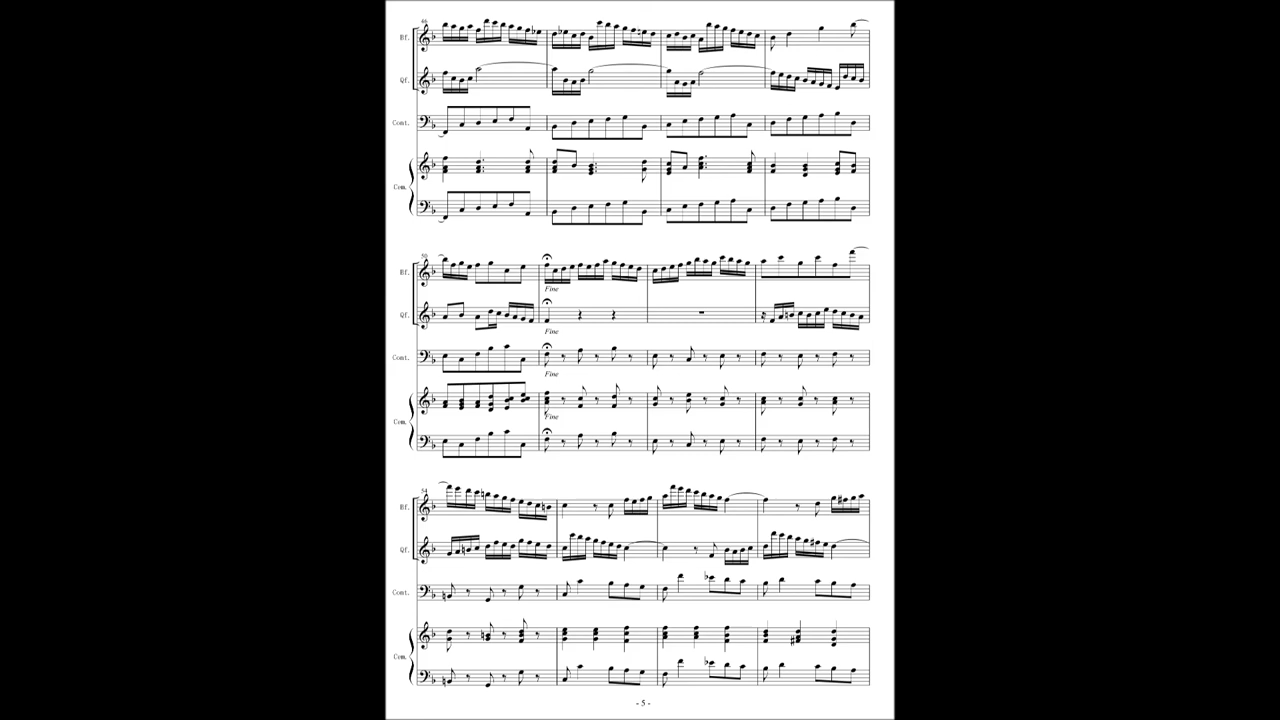 46
Bf.
Qf.
Cont.
Cem.
50
Bf.
Fine
Qf.
Fine
Cont.
Fine
Fine
Cem.
54
Bf.
Qf.
Cont.
Cem.
- 5 -